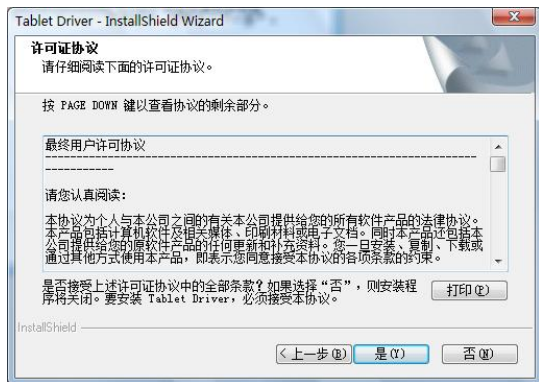 Tablet Driver - InstallShield Wizard
许可证协议
请仔细阅读下面的许可证协议。
按 PAGE DOWN 键以查看协议的剩余部分。
最终用户许可协议
--------------------------------------------------------------------------
-----------
请您认真阅读:
本协议为个人与本公司之间的有关本公司提供给您的所有软件产品的法律协议。
本产品包括计算机软件及相关媒体、印刷材料或电子文档。同时本产品还包括本
公司提供给您的原软件产品的任何更新和补充资料。您一旦安装、复制、下载或
通过其他方式使用本产品，即表示您同意接受本协议的各项条款的约束。
是否接受上述许可证协议中的全部条款？如果选择“否”，则安装程
序将关闭。要安装 Tablet Driver，必须接受本协议。
打印(P)
InstallShield
<上一步(B)
是(Y)
否(N)